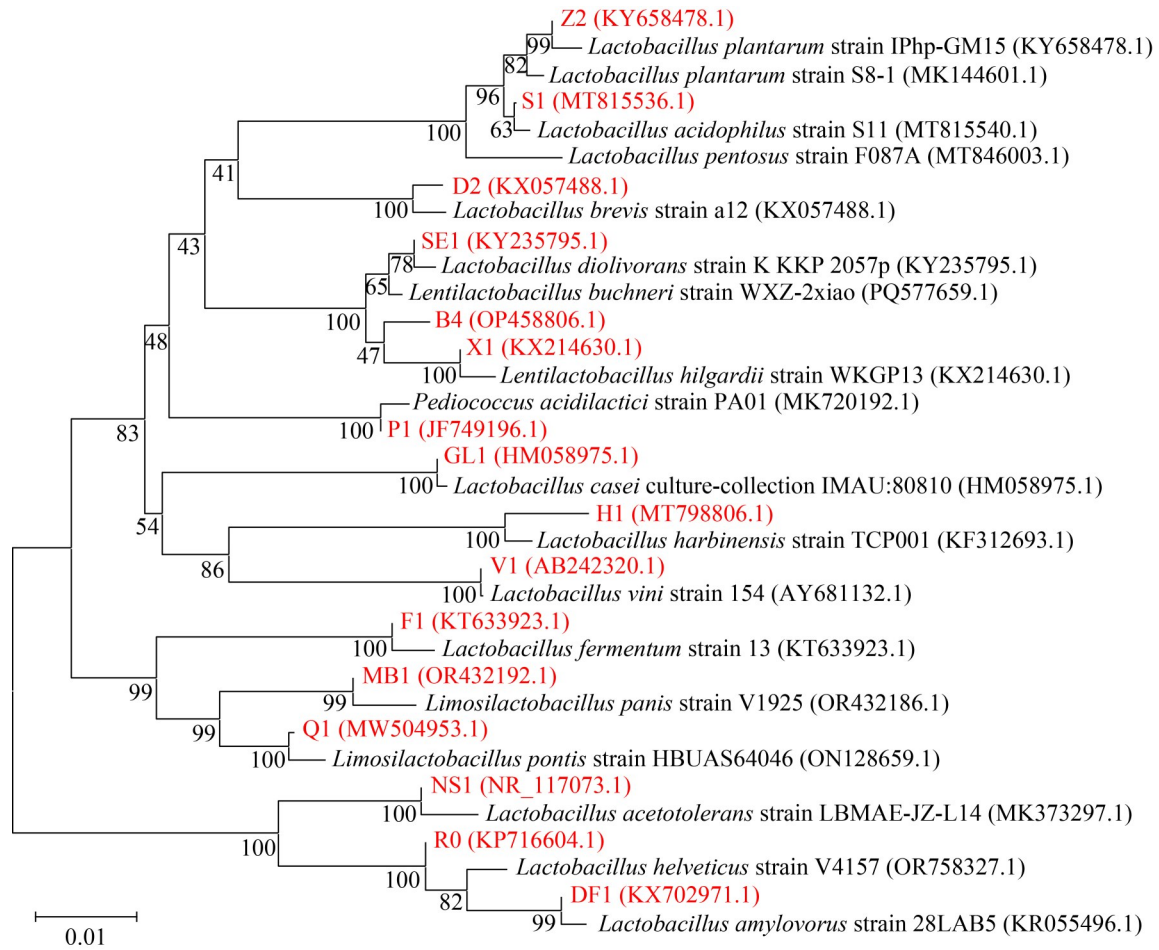 Z2 (KY658478.1)
99
Lactobacillus plantarum strain IPhp-GM15 (KY658478.1)
82
Lactobacillus plantarum strain S8-1 (MK144601.1)
96
S1 (MT815536.1)
63
Lactobacillus acidophilus strain S11 (MT815540.1)
100
Lactobacillus pentosus strain F087A (MT846003.1)
41
D2 (KX057488.1)
100
Lactobacillus brevis strain a12 (KX057488.1)
43
SE1 (KY235795.1)
78
Lactobacillus diolivorans strain K KKP 2057p (KY235795.1)
65
Lentilactobacillus buchneri strain WXZ-2xiao (PQ577659.1)
100
B4 (OP458806.1)
48
47
X1 (KX214630.1)
100
Lentilactobacillus hilgardii strain WKGP13 (KX214630.1)
Pediococcus acidilactici strain PA01 (MK720192.1)
83
100
P1 (JF749196.1)
GL1 (HM058975.1)
100
Lactobacillus casei culture-collection IMAU:80810 (HM058975.1)
54
H1 (MT798806.1)
100
Lactobacillus harbinensis strain TCP001 (KF312693.1)
86
V1 (AB242320.1)
100
Lactobacillus vini strain 154 (AY681132.1)
F1 (KT633923.1)
100
Lactobacillus fermentum strain 13 (KT633923.1)
99
MB1 (OR432192.1)
99
Limosilactobacillus panis strain V1925 (OR432186.1)
99
Q1 (MW504953.1)
100
Limosilactobacillus pontis strain HBUAS64046 (ON128659.1)
NS1 (NR_117073.1)
100
Lactobacillus acetotolerans strain LBMAE-JZ-L14 (MK373297.1)
100
R0 (KP716604.1)
100
Lactobacillus helveticus strain V4157 (OR758327.1)
82
DF1 (KX702971.1)
99
Lactobacillus amylovorus strain 28LAB5 (KR055496.1)
0.01